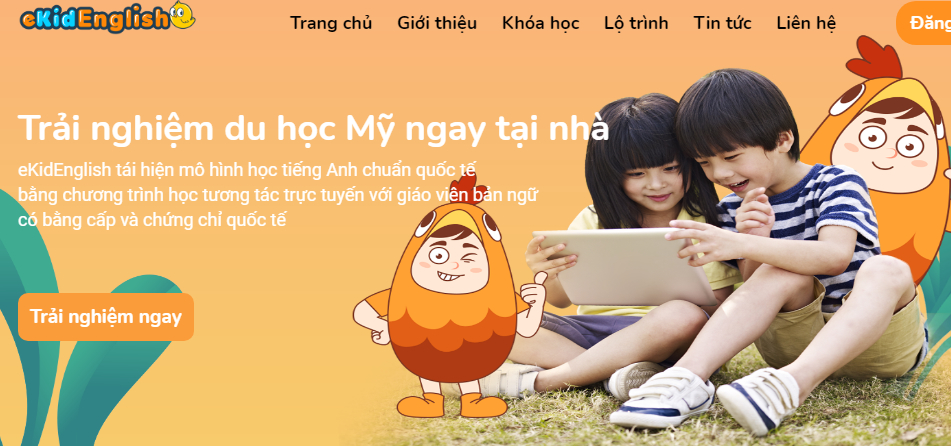 eKidEnglish
Trang chủ Giới thiệu Khóa học Lộ trình Tin tức Liên hệ Đăng
Trải nghiệm du học Mỹ ngay tại nhà
eKidEnglish tái hiện mô hình học tiếng Anh chuẩn quốc tế
bằng chương trình học tương tác trực tuyến với giáo viên bản ngữ
có bằng cấp và chứng chỉ quốc tế
Trải nghiệm ngay